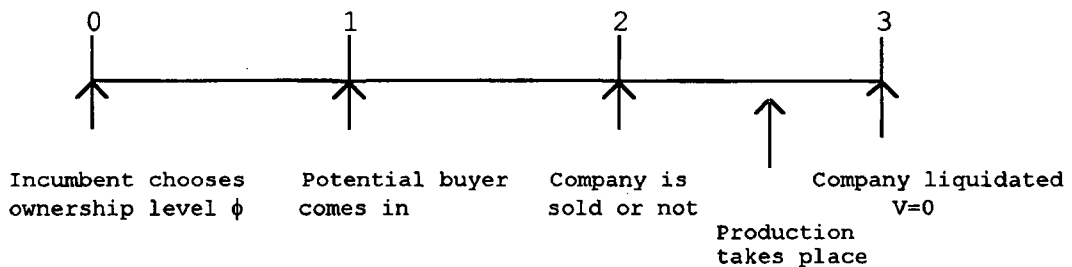 0
1
2
3
Incumbent chooses
ownership level φ
Potential buyer
comes in
Company is
sold or not
Production
takes place
Company liquidated
V=0